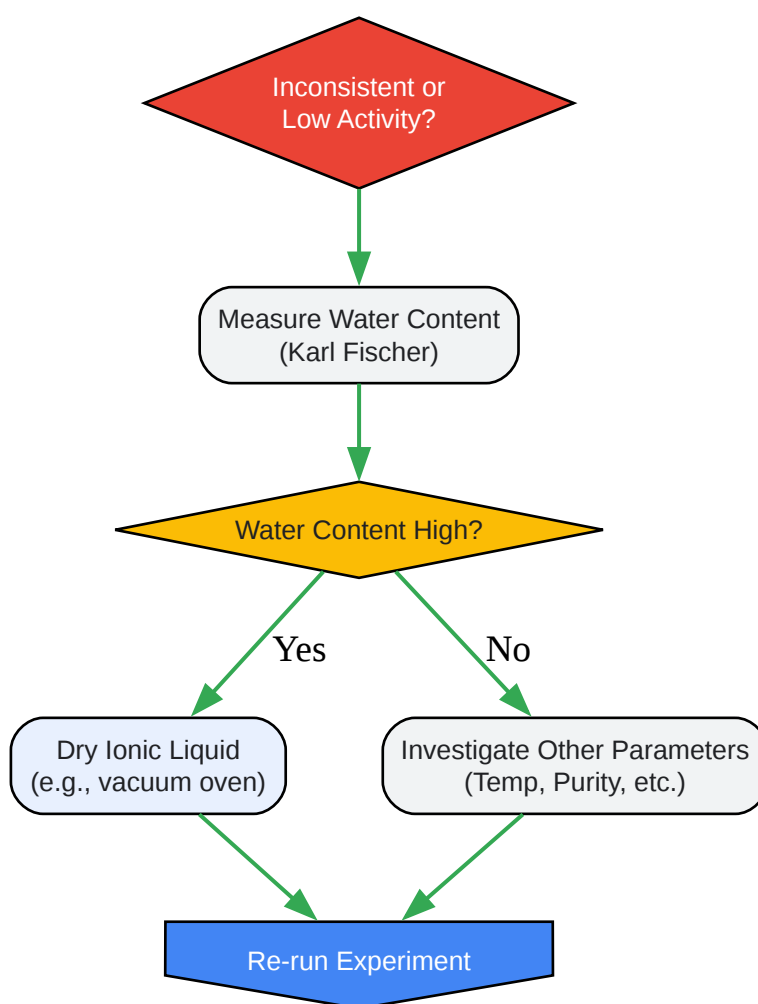 Inconsistent or
Low Activity?
Measure Water Content
(Karl Fischer)
Water Content High?
Yes
No
Dry Ionic Liquid
(e.g., vacuum oven)
Investigate Other Parameters
(Temp, Purity, etc.)
Re-run Experiment